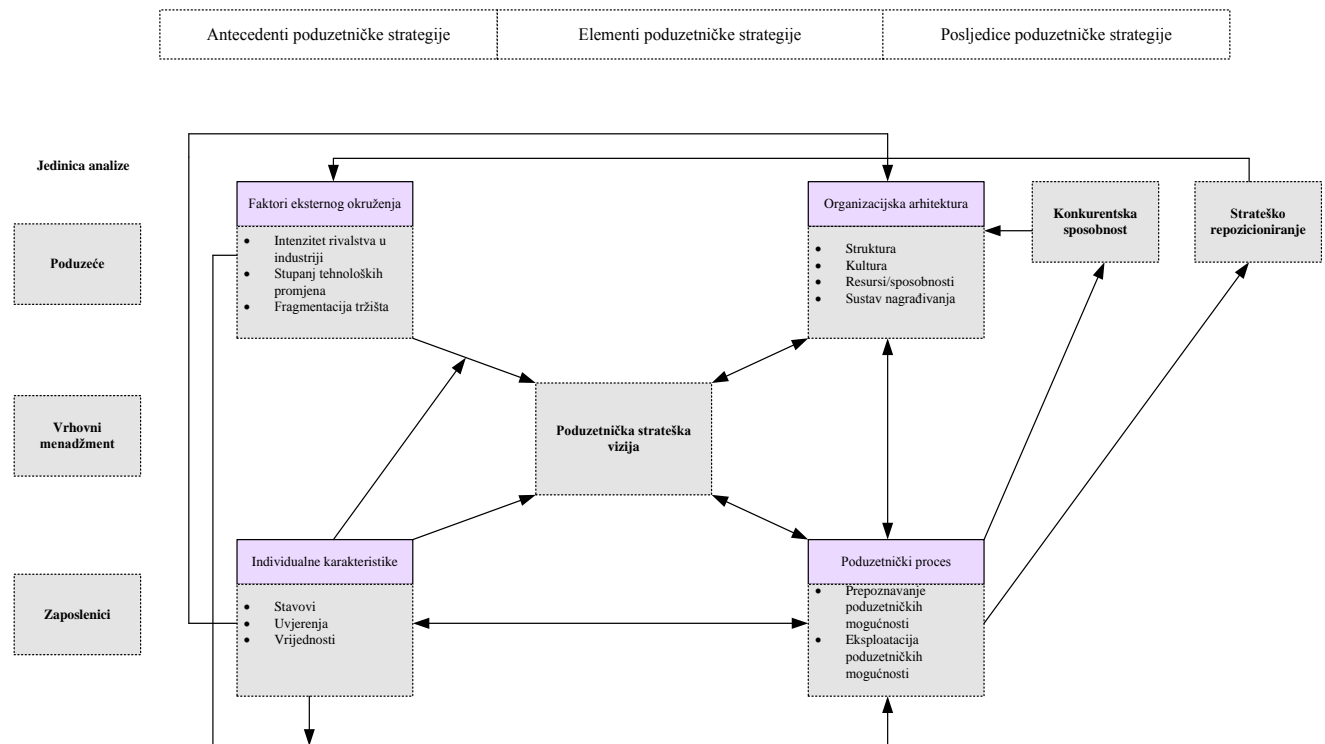 Antecedenti poduzetničke strategije
Elementi poduzetničke strategije
Posljedice poduzetničke strategije
Jedinica analize
Faktori eksternog okruženja
• Intenzitet rivalstva u
industriji
• Stupanj tehnoloških
promjena
• Fragmentacija tržišta
Organizacijska arhitektura
• Struktura
• Kultura
• Resursi/sposobnosti
• Sustav nagrađivanja
Konkurentska
sposobnost
Strateško
repozicioniranje
Poduzeće
Vrhovni
menadžment
Poduzetnička strateška
vizija
Zaposlenici
Individualne karakteristike
• Stavovi
• Uvjerenja
• Vrijednosti
Poduzetnički proces
• Prepoznavanje
poduzetničkih
mogućnosti
• Eksploatacija
poduzetničkih
mogućnosti